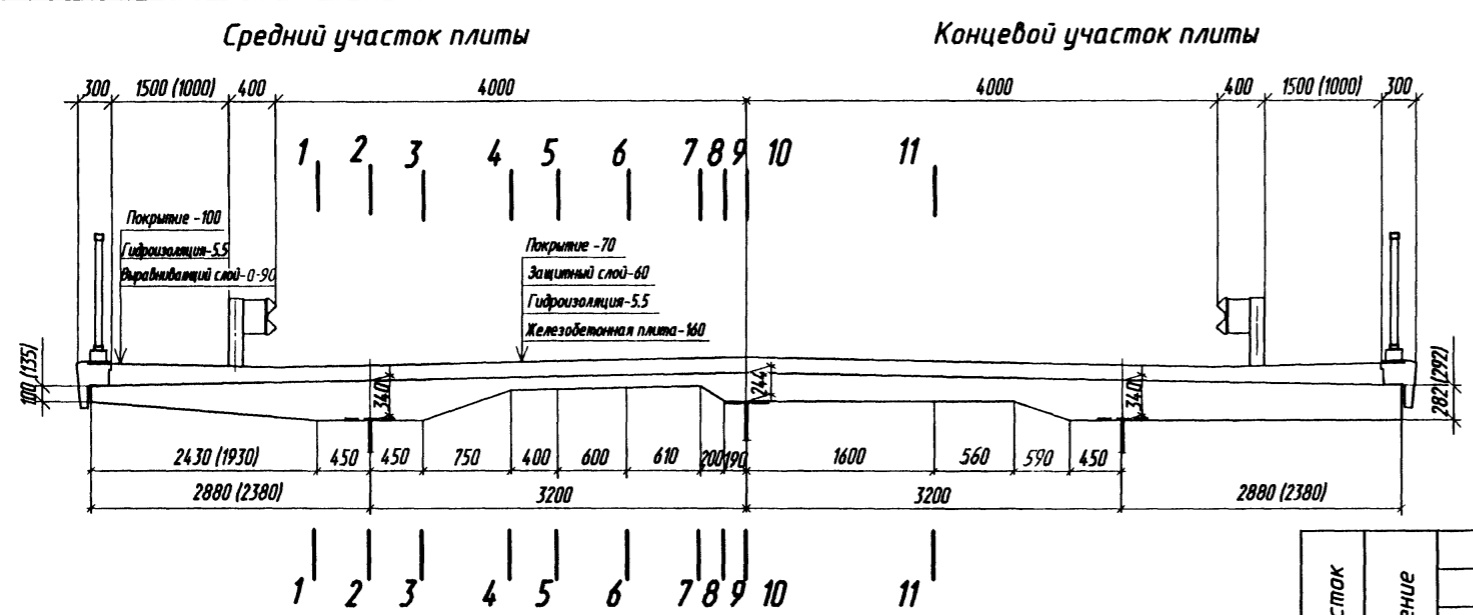 Средний участок плиты
Концевой участок плиты
300 1500 (1000) 400 4000 4000 400 1500 (1000) 300
1 2 3 4 5 6 7 8 9 10 11
Покрытие -100
Гидроизоляция-5.5
Выравнивающий слой-0-90
Покрытие -70
Защитный слой-60
Гидроизоляция-5.5
Железобетонная плита-160
100 (135)
340
244
340
282 (292)
2430 (1930) 450 450 750 400 600 610 200 190 1600 560 590 450
2880 (2380) 3200 3200 2880 (2380)
1 2 3 4 5 6 7 8 9 10 11